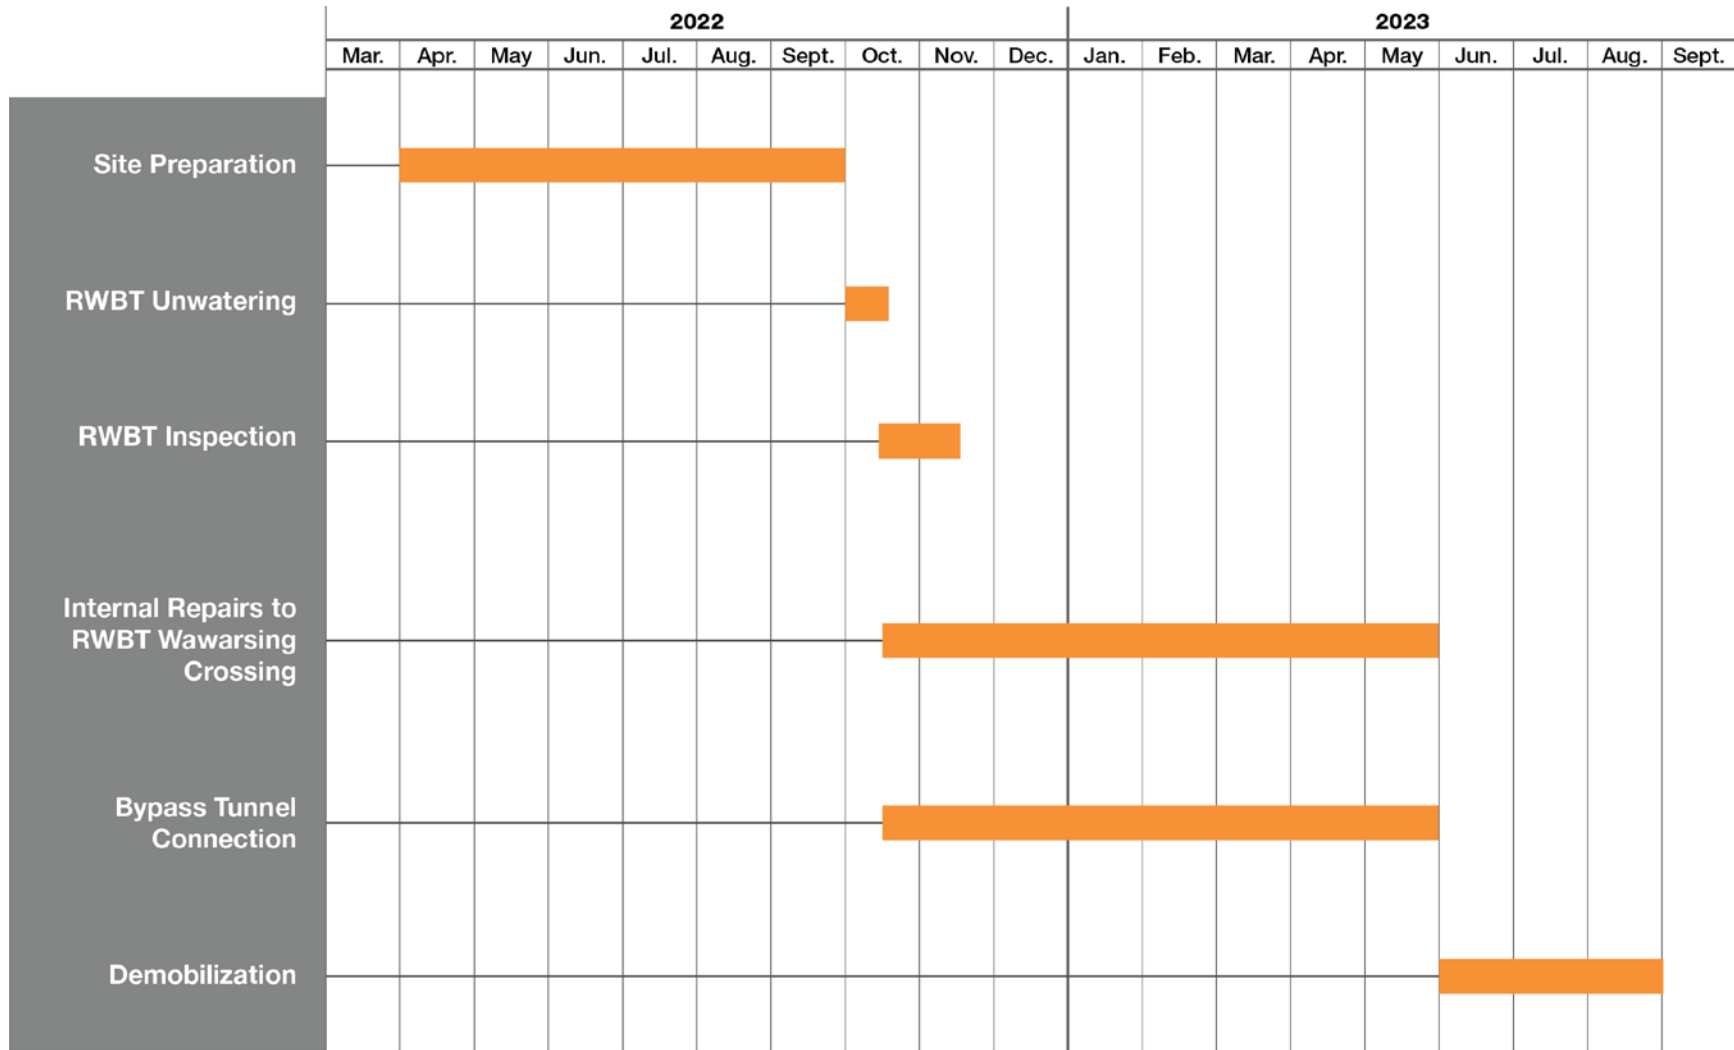 2022 2023
Mar. Apr. May Jun. Jul. Aug. Sept. Oct. Nov. Dec. Jan. Feb. Mar. Apr. May Jun. Jul. Aug. Sept.
Site Preparation
RWBT Unwatering
RWBT Inspection
Internal Repairs to
RWBT Wawarsing
Crossing
Bypass Tunnel
Connection
Demobilization